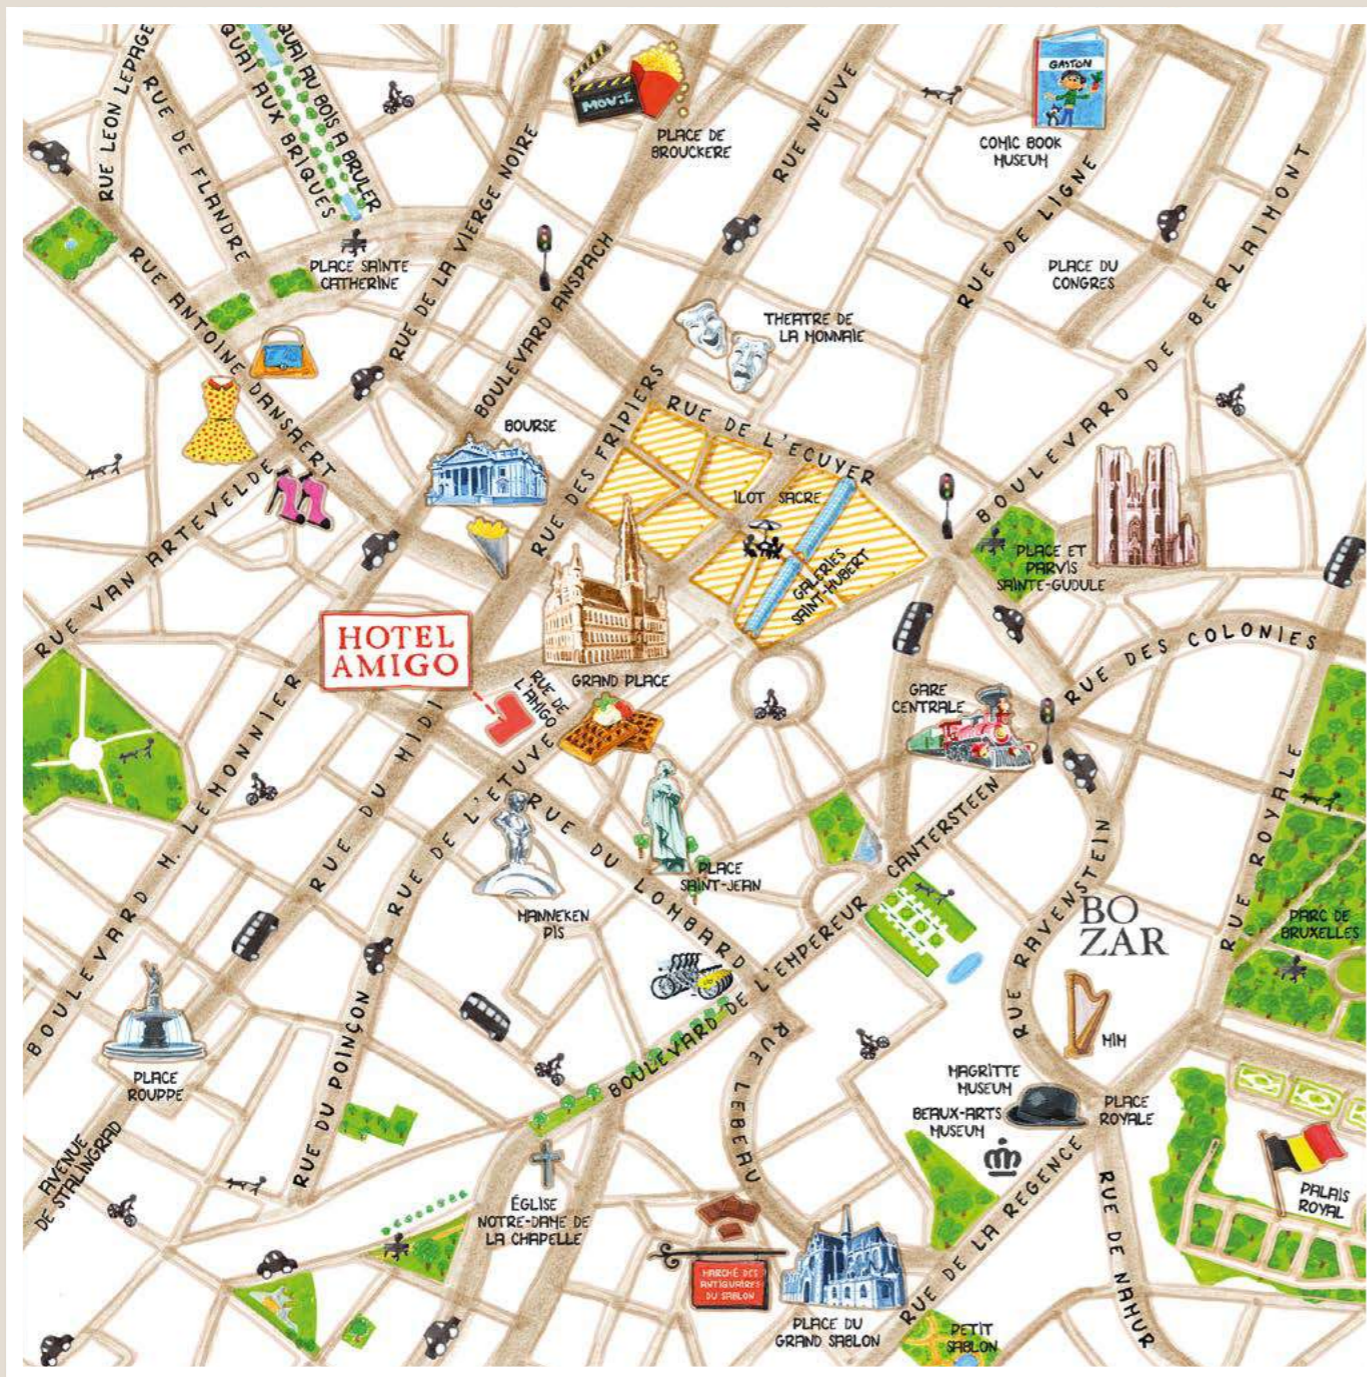 QUAI AU BOIS A BRULER
QUAI AUX BRIQUES
RUE LEON LEPAGE
RUE DE FLANDRE
MOVIE
PLACE DE
BROUCKERE
RUE NEUVE
GASTON
COMIC BOOK
MUSEUM
RUE DE LIGNE
BOULEVARD DE BERLAIMONT
PLACE DU
CONGRES
RUE DE LA VIERGE NOIRE
BOULEVARD ANSPACH
PLACE SAINTE
CATHERINE
RUE ANTOINE DANSAERT
THEATRE DE
LA MONNAIE
RUE DES FRIPIERS
RUE DE L'ECUYER
BOURSE
ÎLOT SACRE
GALERIES
SAINT-HUBERT
PLACE ET
PARVIS
SAINTE-GUDULE
RUE VAN ARTEVELDE
HOTEL
AMIGO
RUE DE
L'AMIGO
GRAND PLACE
RUE DES COLONIES
GARE
CENTRALE
BOULEVARD M. LEMONNIER
RUE DU MIDI
RUE DE L'ETUVE
RUE DU LOMBARD
PLACE
SAINT-JEAN
MANNEKEN
PIS
CANTERSTEEN
BOULEVARD DE L'EMPEREUR
RUE RAVENSTEIN
BO
ZAR
RUE ROYALE
PARC DE
BRUXELLES
MIM
PLACE
ROUPPE
RUE DU POINÇON
RUE LEBEAU
MAGRITTE
MUSEUM
BEAUX-ARTS
MUSEUM
PLACE
ROYALE
AVENUE
DE STALINGRAD
ÉGLISE
NOTRE-DAME DE
LA CHAPELLE
MARCHÉ DES
ANTIQUAIRES
DU SABLON
PLACE DU
GRAND SABLON
RUE DE LA REGENCE
RUE DE NAMUR
PALAIS
ROYAL
PETIT
SABLON